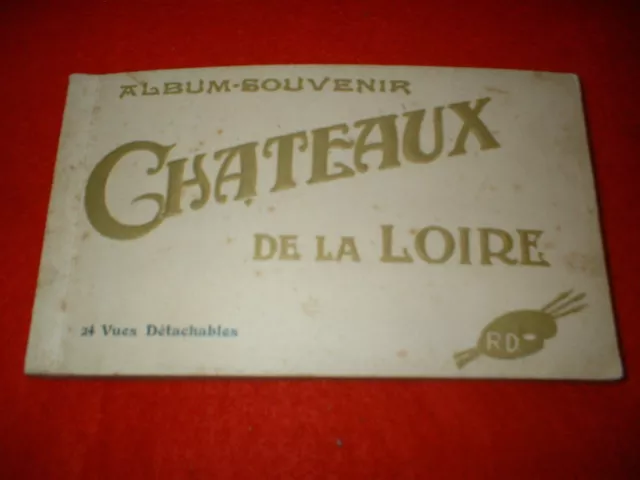 ALBUM-SOUVENIR
CHATEAUX
DE LA LOIRE
24 Vues Détachables
RD